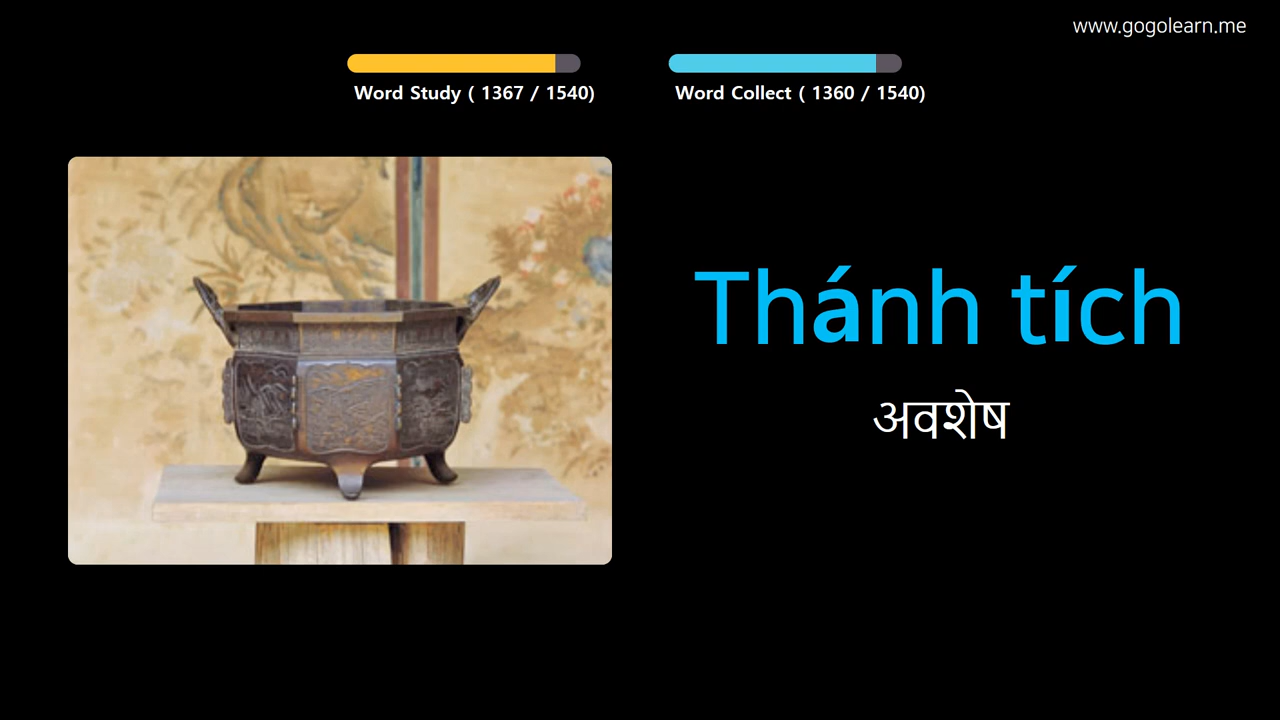 www.gogolearn.me
Word Study ( 1367 / 1540)
Word Collect ( 1360 / 1540)
Thánh tích
अवशेष